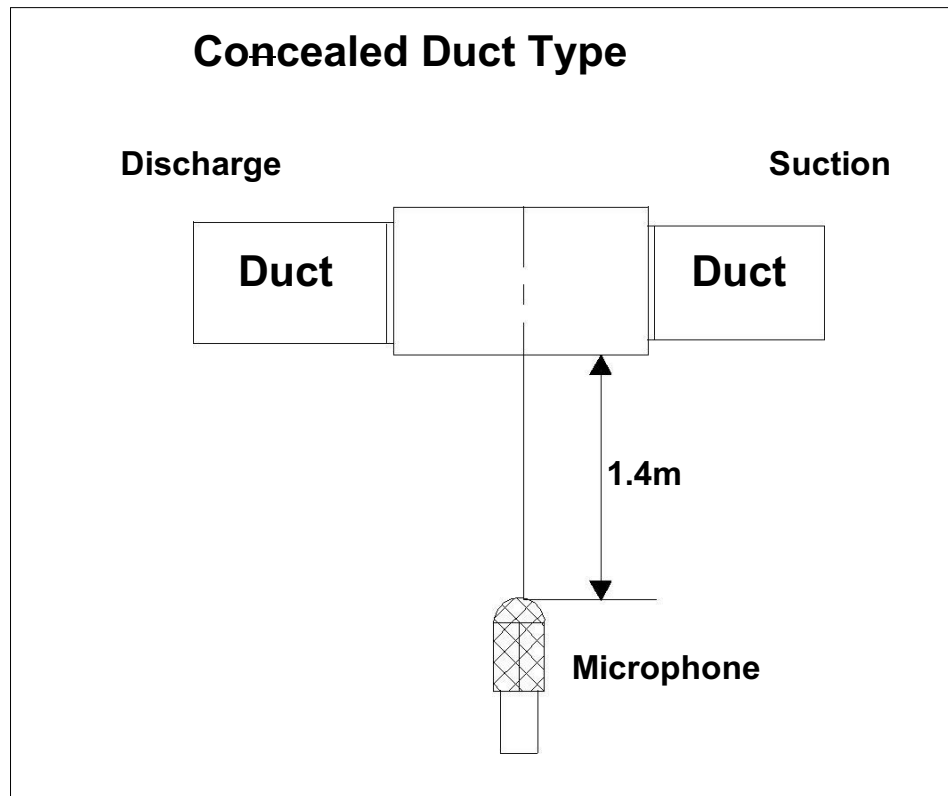 Concealed Duct Type
Discharge
Suction
Duct
Duct
1.4m
Microphone